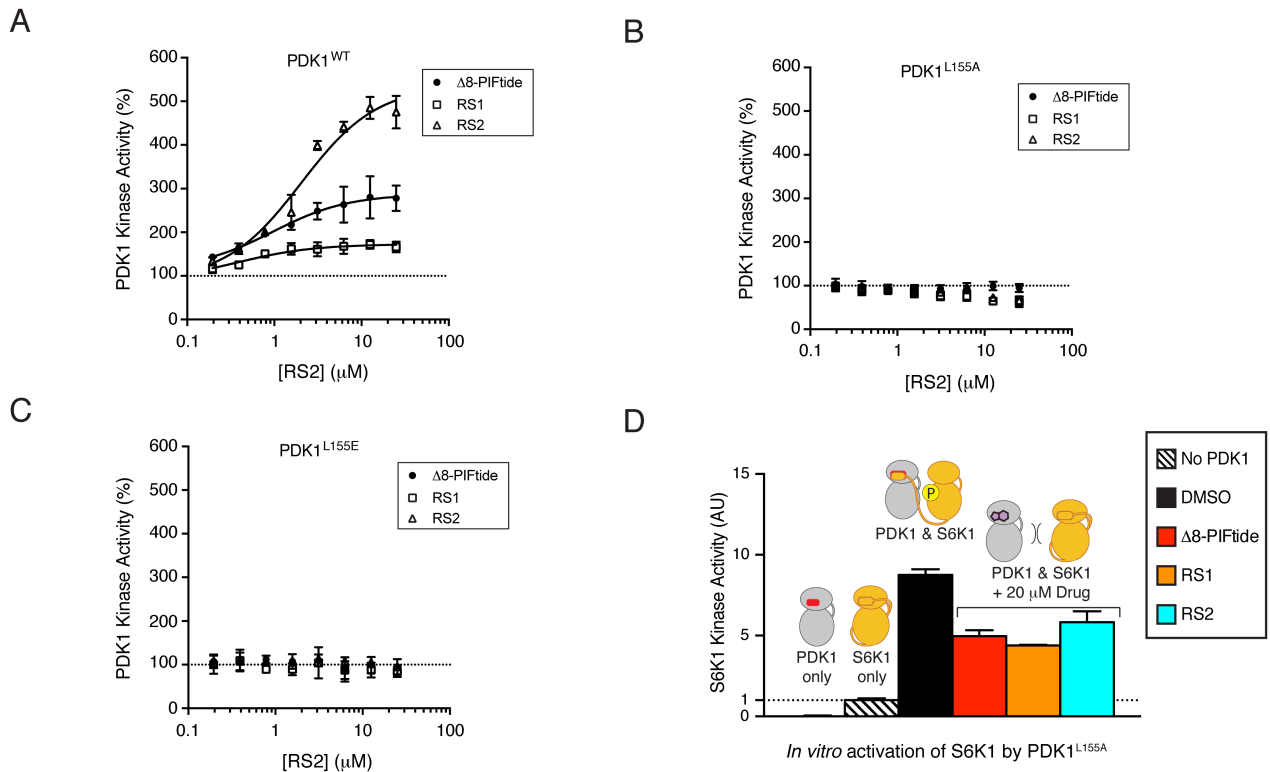 A
PDK1 Kinase Activity (%)
600
500
400
300
200
100
0
PDK1WT
Δ8-PIFtide
RS1
RS2
0.1
1
10
100
[RS2] (μM)
B
PDK1 Kinase Activity (%)
600
500
400
300
200
100
0
PDK1L155A
Δ8-PIFtide
RS1
RS2
0.1
1
10
100
[RS2] (μM)
C
PDK1 Kinase Activity (%)
600
500
400
300
200
100
0
PDK1L155E
Δ8-PIFtide
RS1
RS2
0.1
1
10
100
[RS2] (μM)
D
S6K1 Kinase Activity (AU)
15
10
5
1
0
PDK1
only
S6K1
only
P
PDK1 & S6K1
PDK1 & S6K1
+ 20 μM Drug
No PDK1
DMSO
Δ8-PIFtide
RS1
RS2
In vitro activation of S6K1 by PDK1L155A